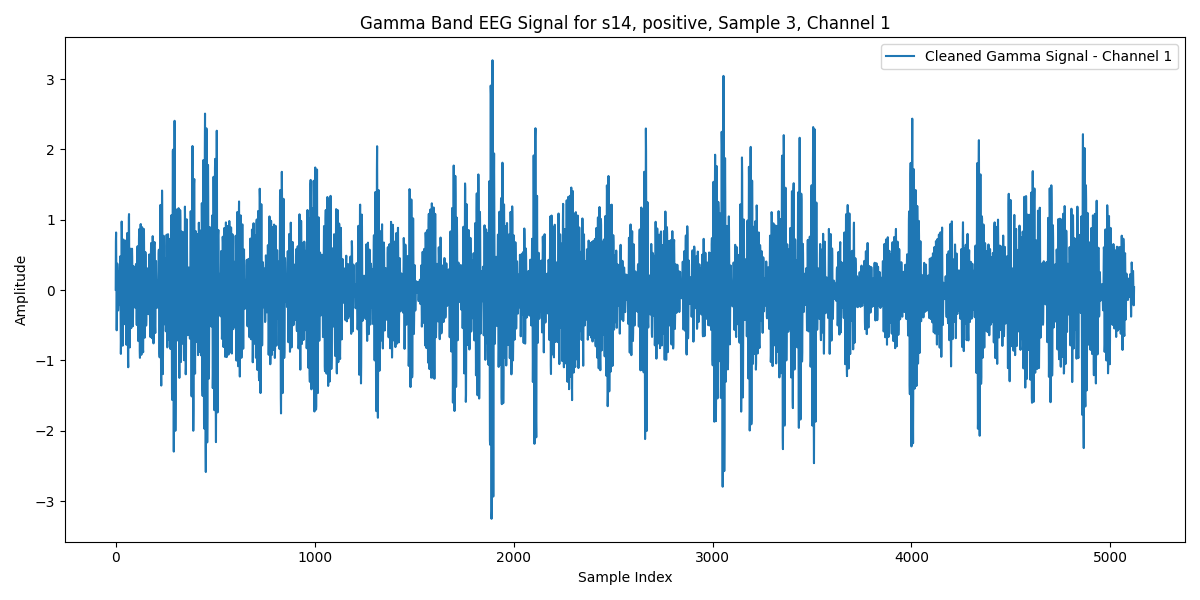 Gamma Band EEG Signal for s14, positive, Sample 3, Channel 1
Cleaned Gamma Signal - Channel 1
Amplitude
3
2
1
0
−1
−2
−3
0 1000 2000 3000 4000 5000
Sample Index